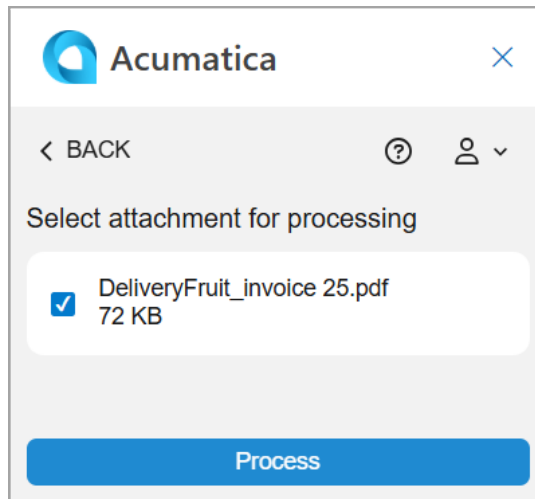 Acumatica
BACK
Select attachment for processing
DeliveryFruit_invoice 25.pdf
72 KB
Process